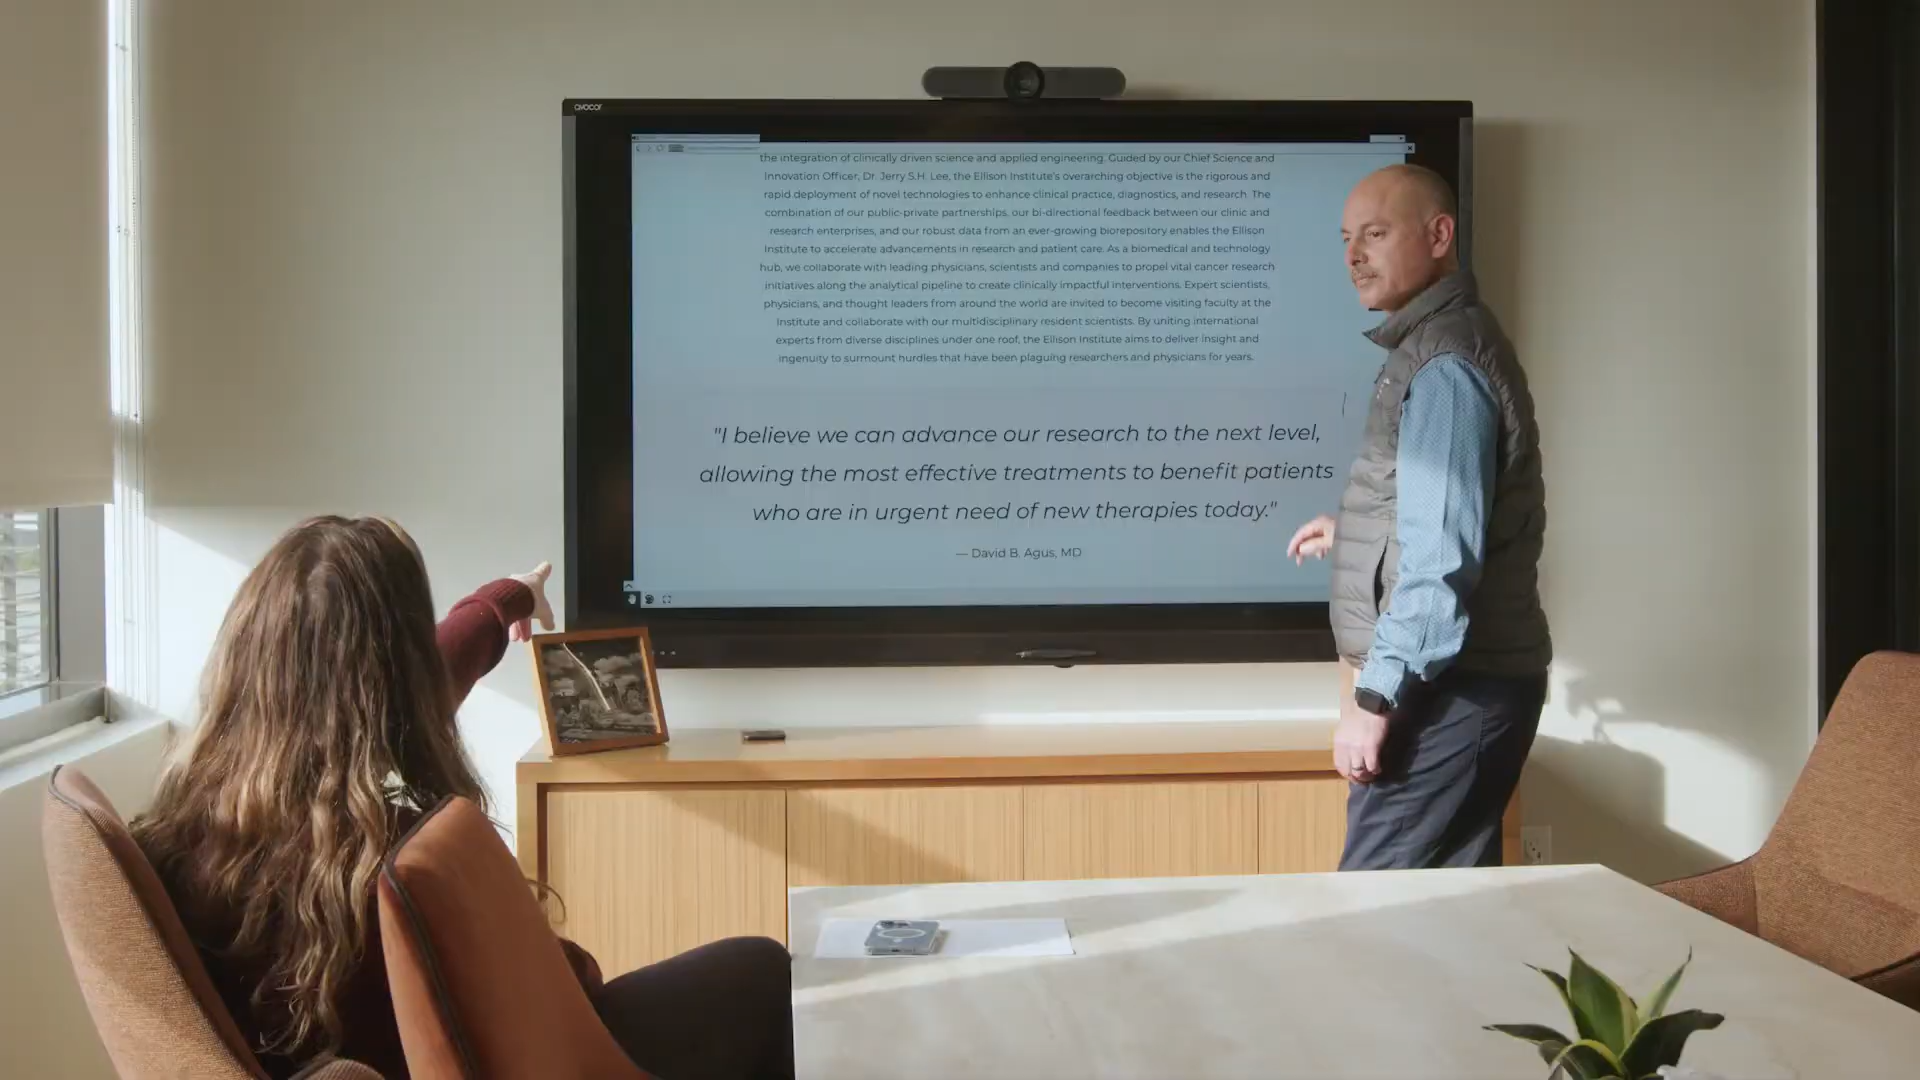 avocor
the integration of clinically driven science and applied engineering. Guided by our Chief Science and
Innovation Officer, Dr. Jerry S.H. Lee, the Ellison Institute's overarching objective is the rigorous and
rapid deployment of novel technologies to enhance clinical practice, diagnostics, and research. The
combination of our public-private partnerships, our bi-directional feedback between our clinic and
research enterprises, and our robust data from an ever-growing biorepository enables the Ellison
Institute to accelerate advancements in research and patient care. As a biomedical and technology
hub, we collaborate with leading physicians, scientists and companies to propel vital cancer research
initiatives along the analytical pipeline to create clinically impactful interventions. Expert scientists,
physicians, and thought leaders from around the world are invited to become visiting faculty at the
Institute and collaborate with our multidisciplinary resident scientists. By uniting international
experts from diverse disciplines under one roof, the Ellison Institute aims to deliver insight and
ingenuity to surmount hurdles that have been plaguing researchers and physicians for years.
"I believe we can advance our research to the next level,
allowing the most effective treatments to benefit patients
who are in urgent need of new therapies today."
— David B. Agus, MD